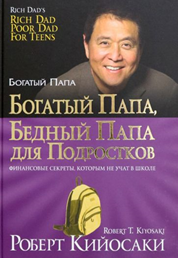 RICH DAD'S
RICH DAD
POOR DAD
FOR TEENS
БОГАТЫЙ ПАПА
БОГАТЫЙ ПАПА,
БЕДНЫЙ ПАПА
ДЛЯ ПОДРОСТКОВ
ФИНАНСОВЫЕ СЕКРЕТЫ, КОТОРЫМ НЕ УЧАТ В ШКОЛЕ
ROBERT T. KIYOSAKI
РОБЕРТ КИЙОСАКИ